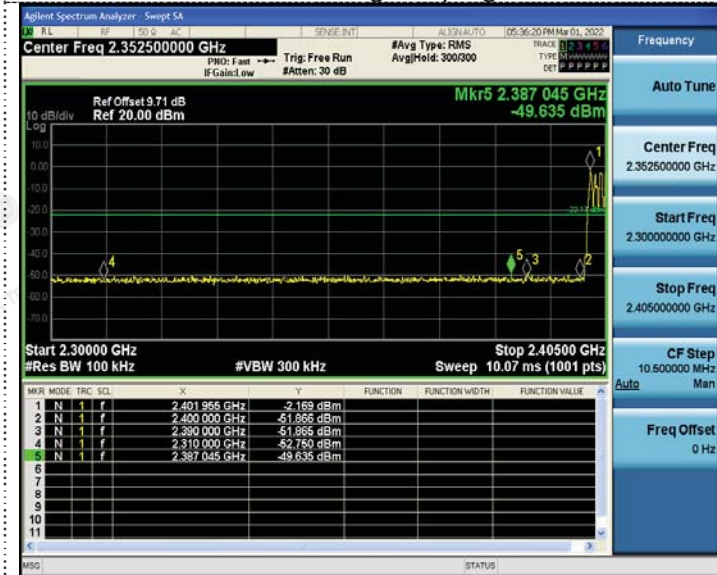 Agilent Spectrum Analyzer - Swept SA
RL RF 50 Ω AC SENSE:INT ALIGN AUTO 05:36:20 PM Mar 01, 2022
Center Freq 2.352500000 GHz
PNO: Fast
IFGain:Low
Trig: Free Run
#Atten: 30 dB
#Avg Type: RMS
Avg|Hold: 300/300
TRACE 1 2 3 4 5 6
TYPE M
DET P P P P P P
Ref Offset 9.71 dB
10 dB/div Ref 20.00 dBm
Log
Mkr5 2.387 045 GHz
-49.635 dBm
10.0
0.00
-10.0
-20.0
-30.0
-40.0
-50.0
-60.0
-70.0
1
4
5
3
2
Start 2.30000 GHz Stop 2.40500 GHz
#Res BW 100 kHz #VBW 300 kHz Sweep 10.07 ms (1001 pts)
MKR MODE TRC SCL X Y FUNCTION FUNCTION WIDTH FUNCTION VALUE
1 N 1 f 2.401 955 GHz -2.169 dBm
2 N 1 f 2.400 000 GHz -51.866 dBm
3 N 1 f 2.390 000 GHz -51.865 dBm
4 N 1 f 2.310 000 GHz -52.750 dBm
5 N 1 f 2.387 045 GHz -49.635 dBm
6
7
8
9
10
11
MSG STATUS
Frequency
Auto Tune
Center Freq
2.352500000 GHz
Start Freq
2.300000000 GHz
Stop Freq
2.405000000 GHz
CF Step
10.500000 MHz
Auto Man
Freq Offset
0 Hz